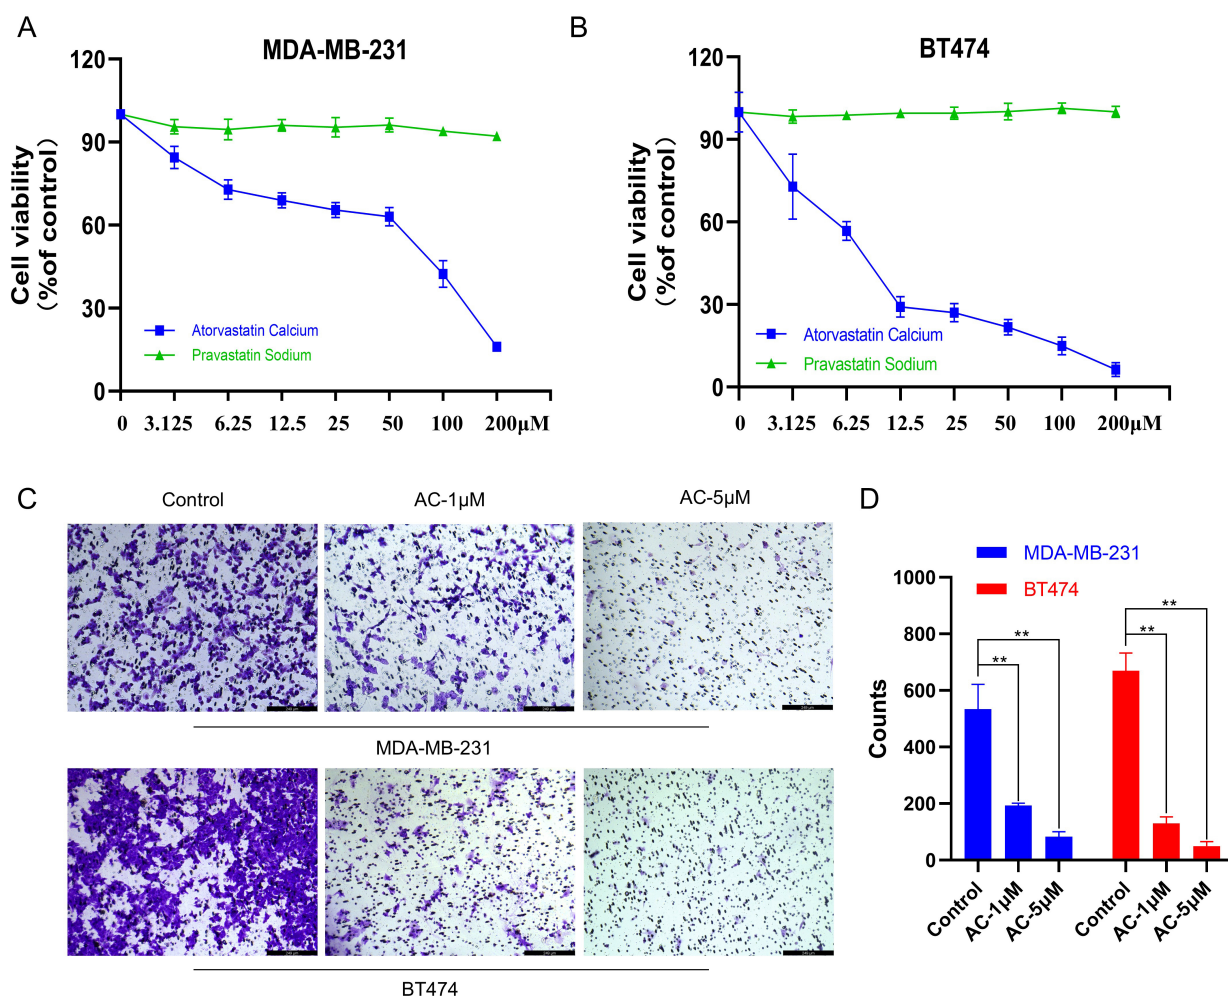 A
MDA-MB-231
120
90
60
30
0
Cell viability
(%of control)
Atorvastatin Calcium
Pravastatin Sodium
0 3.125 6.25 12.5 25 50 100 200μM
B
BT474
120
90
60
30
0
Cell viability
(%of control)
Atorvastatin Calcium
Pravastatin Sodium
0 3.125 6.25 12.5 25 50 100 200μM
C
Control AC-1μM AC-5μM
MDA-MB-231
BT474
D
MDA-MB-231
BT474
1000
800
600
400
200
0
Counts
** ** ** **
Control AC-1μM AC-5μM Control AC-1μM AC-5μM